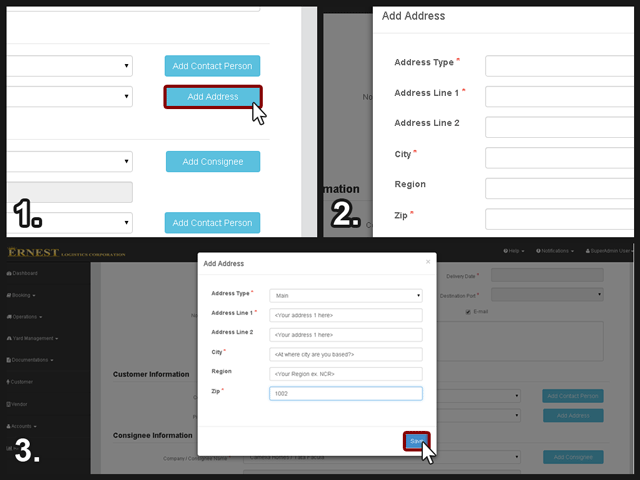 Add Contact Person
Add Address
Add Consignee
Add Contact Person
1.
Add Address
Address Type *
Address Line 1 *
Address Line 2
City *
Region
Zip *
No
mation
2.
ERNEST LOGISTICS CORPORATION
Help
Notifications
SuperAdmin User
Dashboard
Booking
Operations
Yard Management
Documentations
Customer
Vendor
Accounts
3.
Add Address
×
Address Type * Main
Address Line 1 * <Your address 1 here>
Address Line 2 <Your address 1 here>
City * <At where city are you based?>
Region <Your Region ex. NCR>
Zip * 1002
Save
Delivery Date *
Destination Port *
E-mail
Customer Information
Add Contact Person
Add Address
Consignee Information
Company / Consignee Name *
Add Consignee